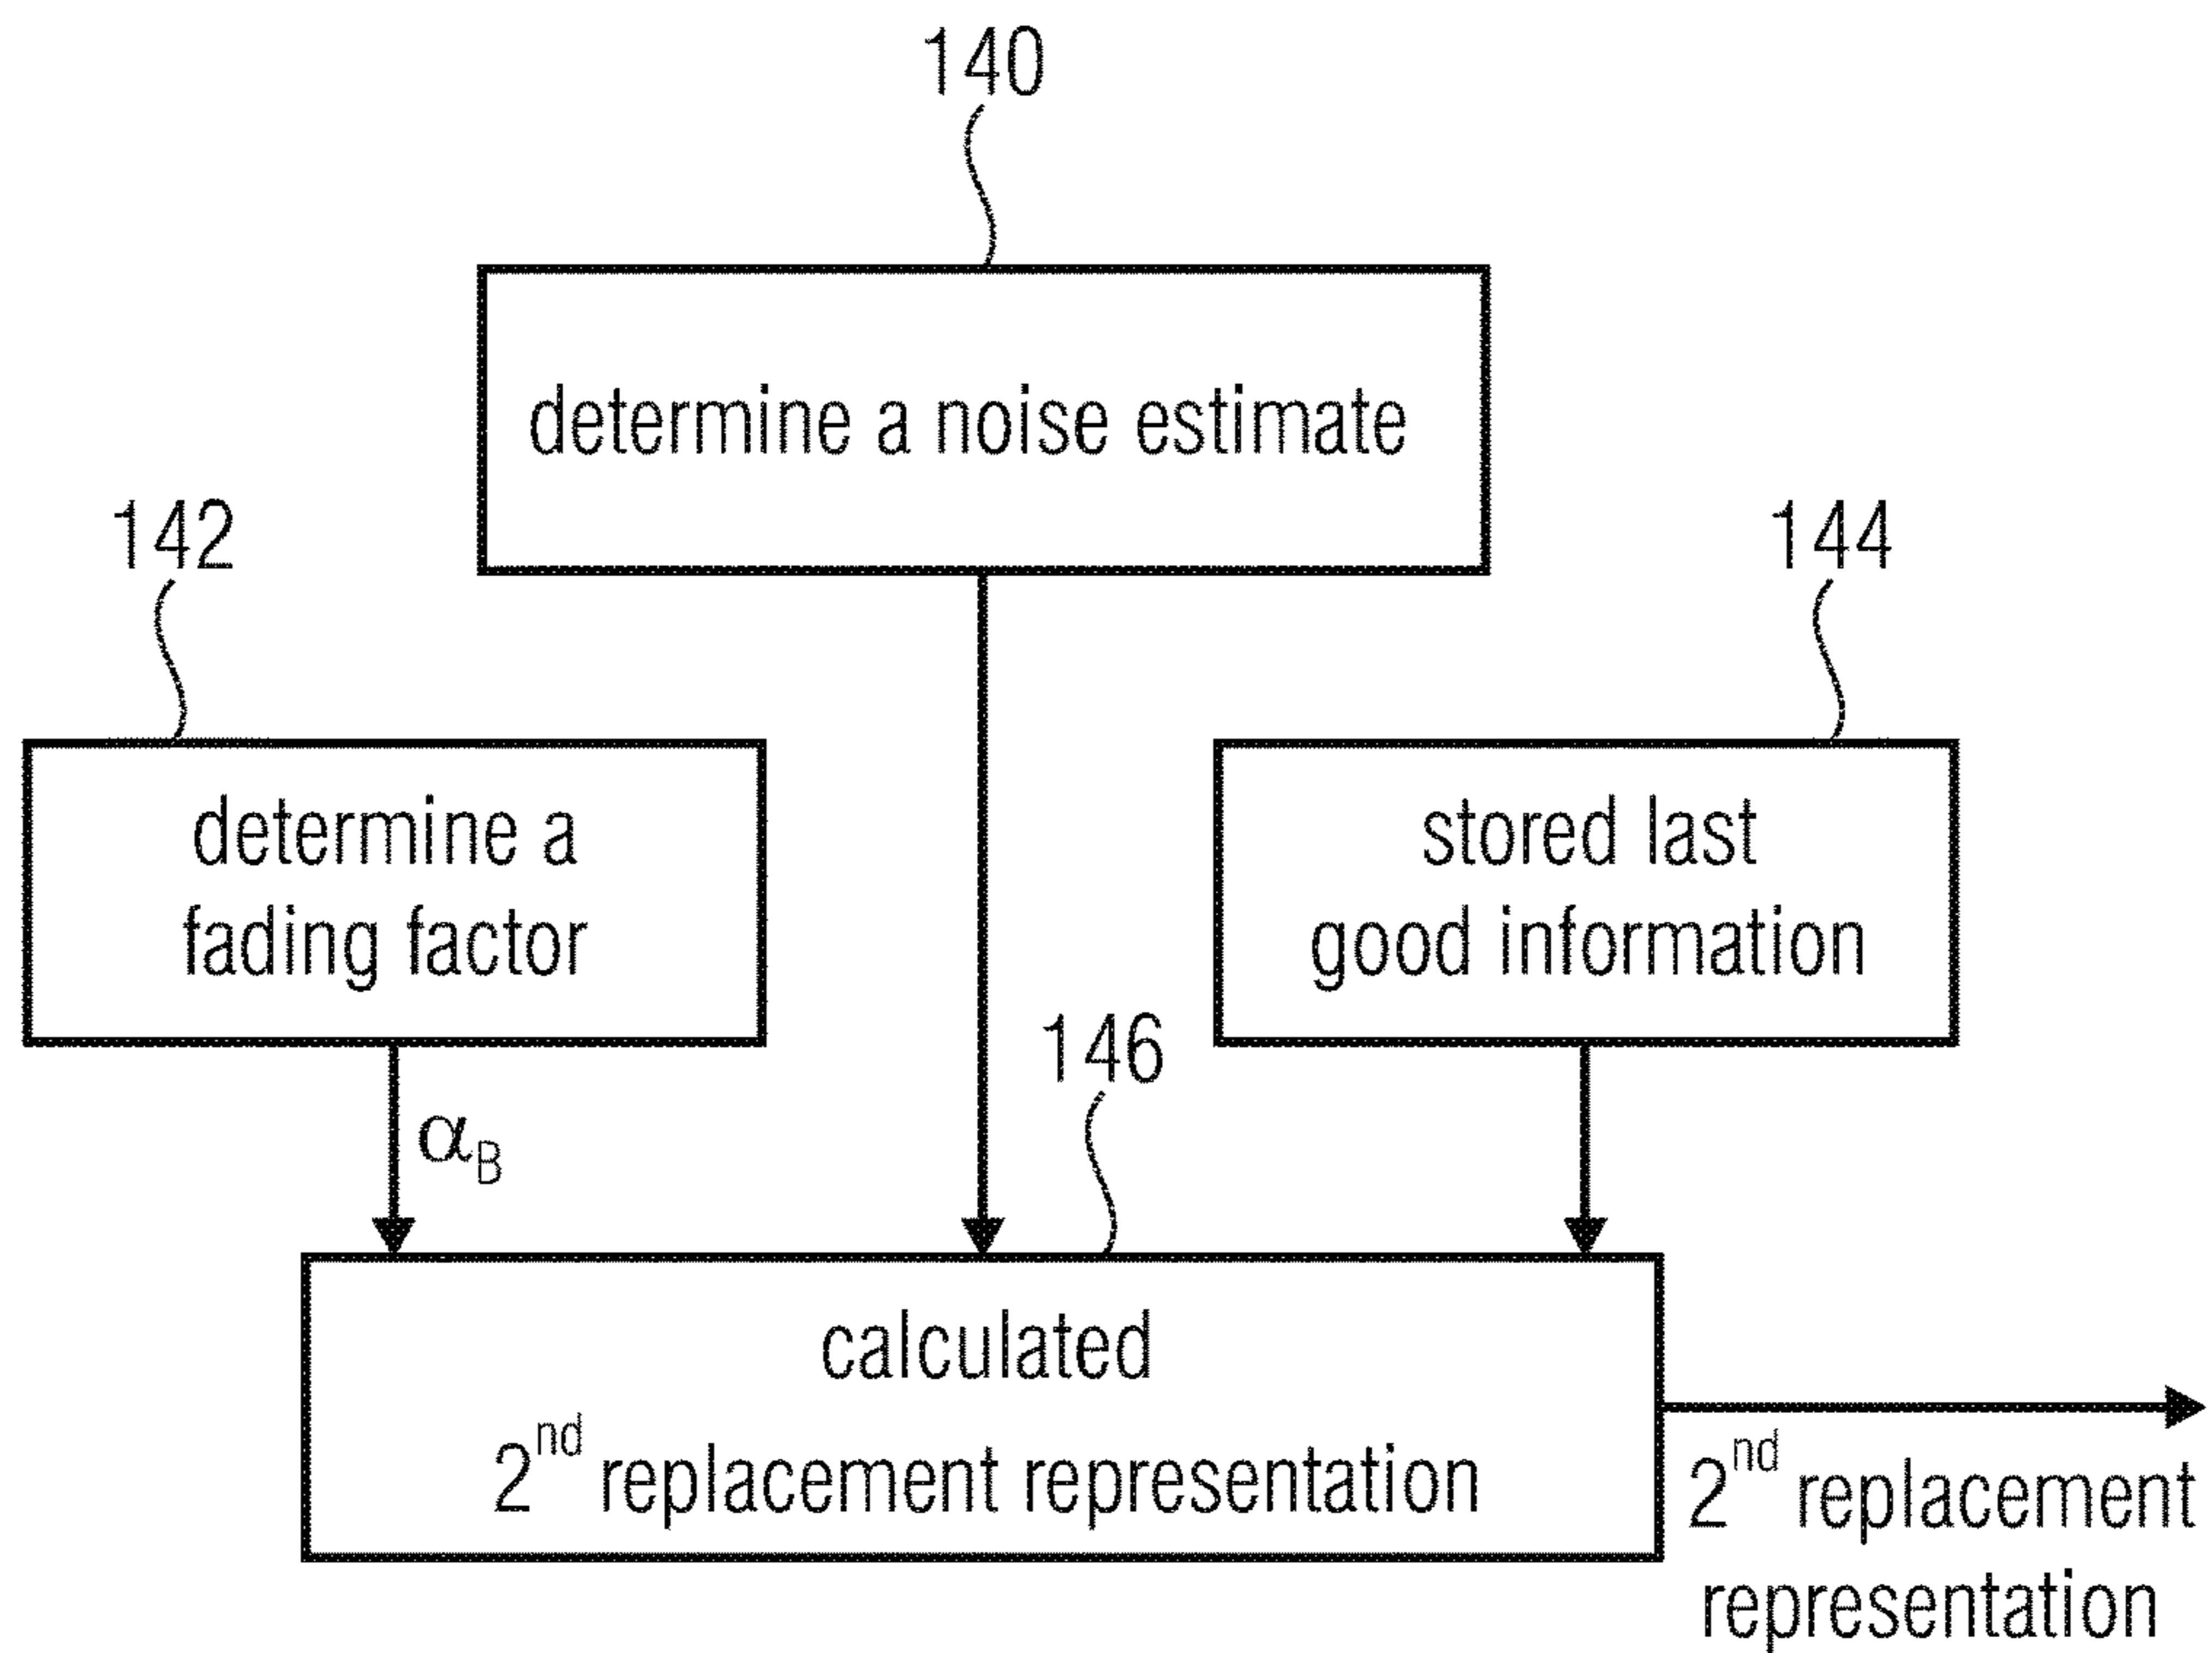 140
determine a noise estimate
142
determine a
fading factor
144
stored last
good information
α_B
146
calculated
2nd replacement representation
2nd replacement
representation